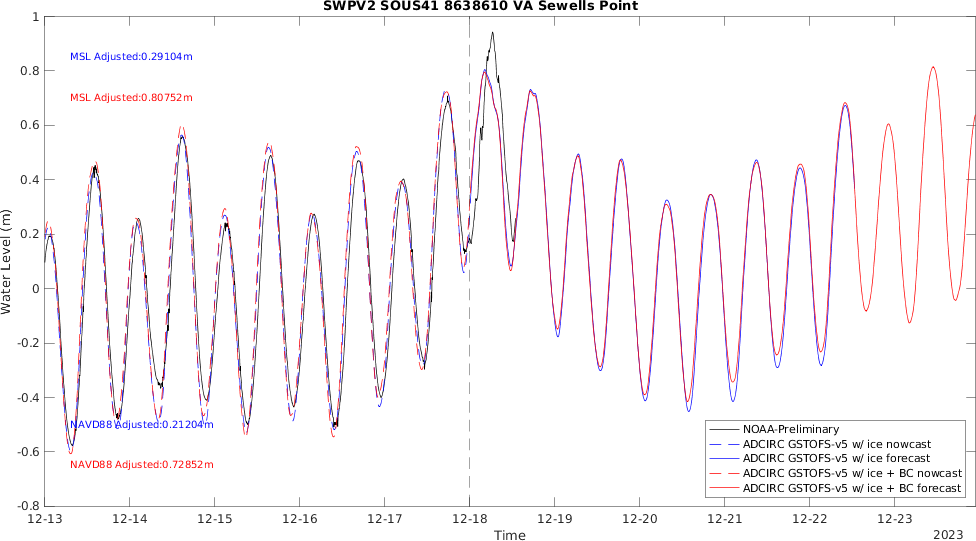 SWPV2 SOUS41 8638610 VA Sewells Point
MSL Adjusted:0.29104m
MSL Adjusted:0.80752m
NAVD88 Adjusted:0.21204m
NAVD88 Adjusted:0.72852m
Water Level (m)
1
0.8
0.6
0.4
0.2
0
-0.2
-0.4
-0.6
-0.8
NOAA-Preliminary
ADCIRC GSTOFS-v5 w/ ice nowcast
ADCIRC GSTOFS-v5 w/ ice forecast
ADCIRC GSTOFS-v5 w/ ice + BC nowcast
ADCIRC GSTOFS-v5 w/ ice + BC forecast
12-13 12-14 12-15 12-16 12-17 12-18 12-19 12-20 12-21 12-22 12-23
Time
2023